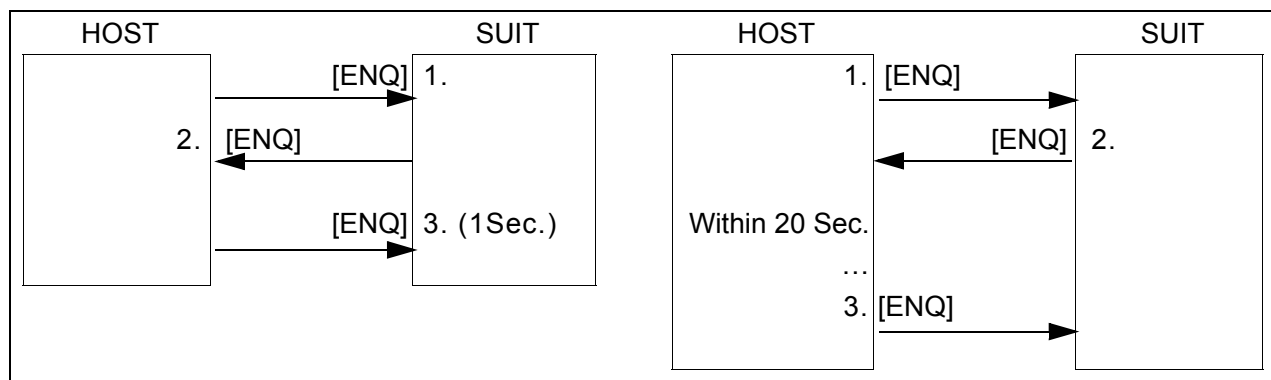 HOST SUIT
[ENQ] 1.
2. [ENQ]
[ENQ] 3. (1Sec.)
HOST SUIT
1. [ENQ]
[ENQ] 2.
Within 20 Sec.
...
3. [ENQ]